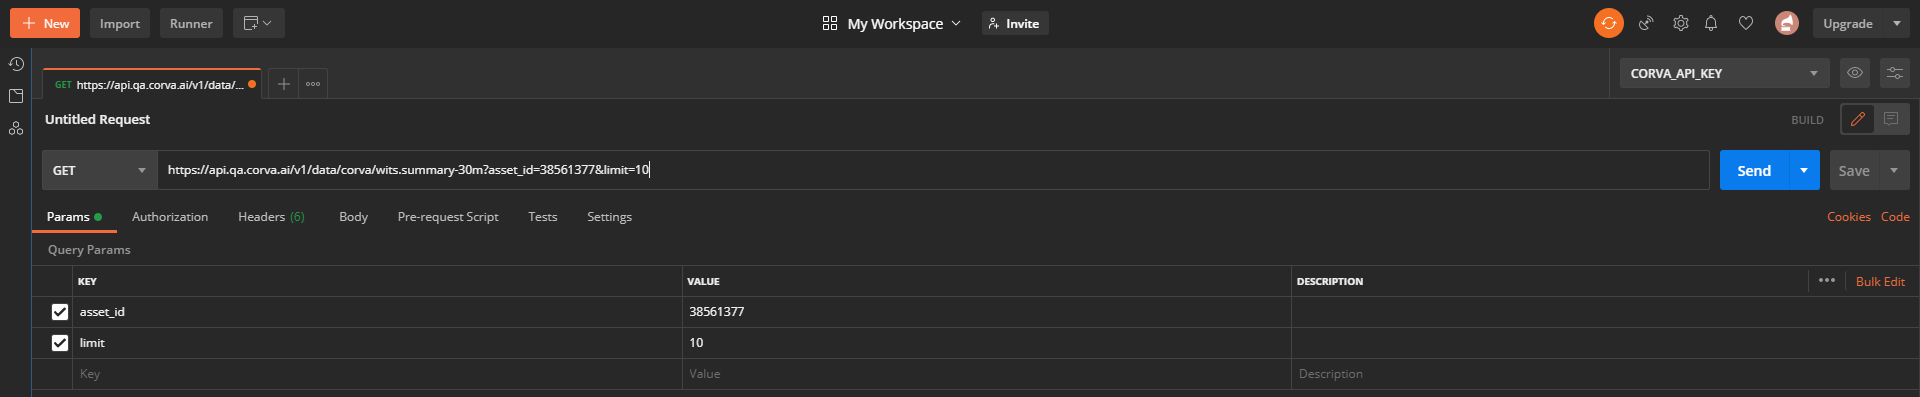 New Import Runner My Workspace Invite Upgrade
GET https://api.qa.corva.ai/v1/data/... CORVA_API_KEY
Untitled Request BUILD
GET https://api.qa.corva.ai/v1/data/corva/wits.summary-30m?asset_id=38561377&limit=10 Send Save
Params Authorization Headers (6) Body Pre-request Script Tests Settings Cookies Code
Query Params
KEY VALUE DESCRIPTION Bulk Edit
asset_id 38561377
limit 10
Key Value Description